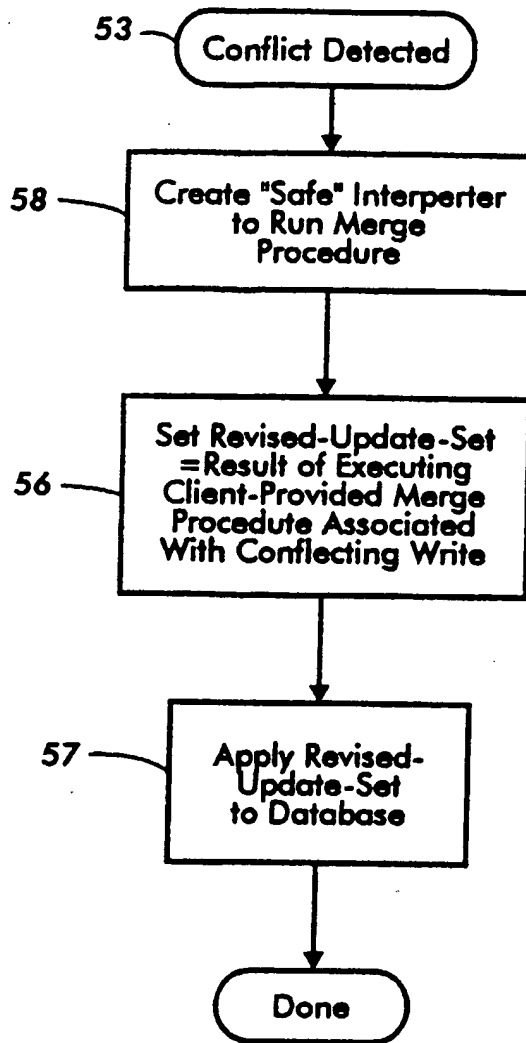 53
Conflict Detected
58
Create "Safe" Interperter
to Run Merge
Procedure
56
Set Revised-Update-Set
=Result of Executing
Client-Provided Merge
Procedute Associated
With Conflecting Write
57
Apply Revised-
Update-Set
to Database
Done